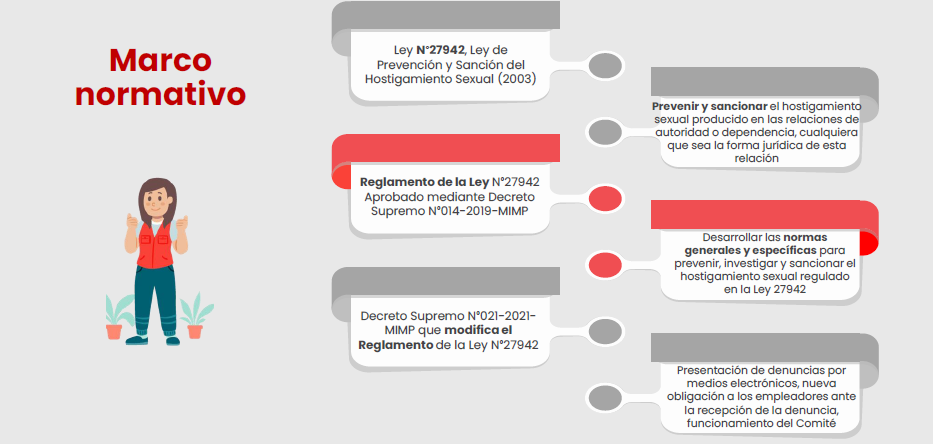 Marco
normativo
Ley N°27942, Ley de
Prevención y Sanción del
Hostigamiento Sexual (2003)
Prevenir y sancionar el hostigamiento
sexual producido en las relaciones de
autoridad o dependencia, cualquiera
que sea la forma jurídica de esta
relación
Reglamento de la Ley N°27942
Aprobado mediante Decreto
Supremo N°014-2019-MIMP
Desarrollar las normas
generales y específicas para
prevenir, investigar y sancionar el
hostigamiento sexual regulado
en la Ley 27942
Decreto Supremo N°021-2021-
MIMP que modifica el
Reglamento de la Ley N°27942
Presentación de denuncias por
medios electrónicos, nueva
obligación a los empleadores ante
la recepción de la denuncia,
funcionamiento del Comité